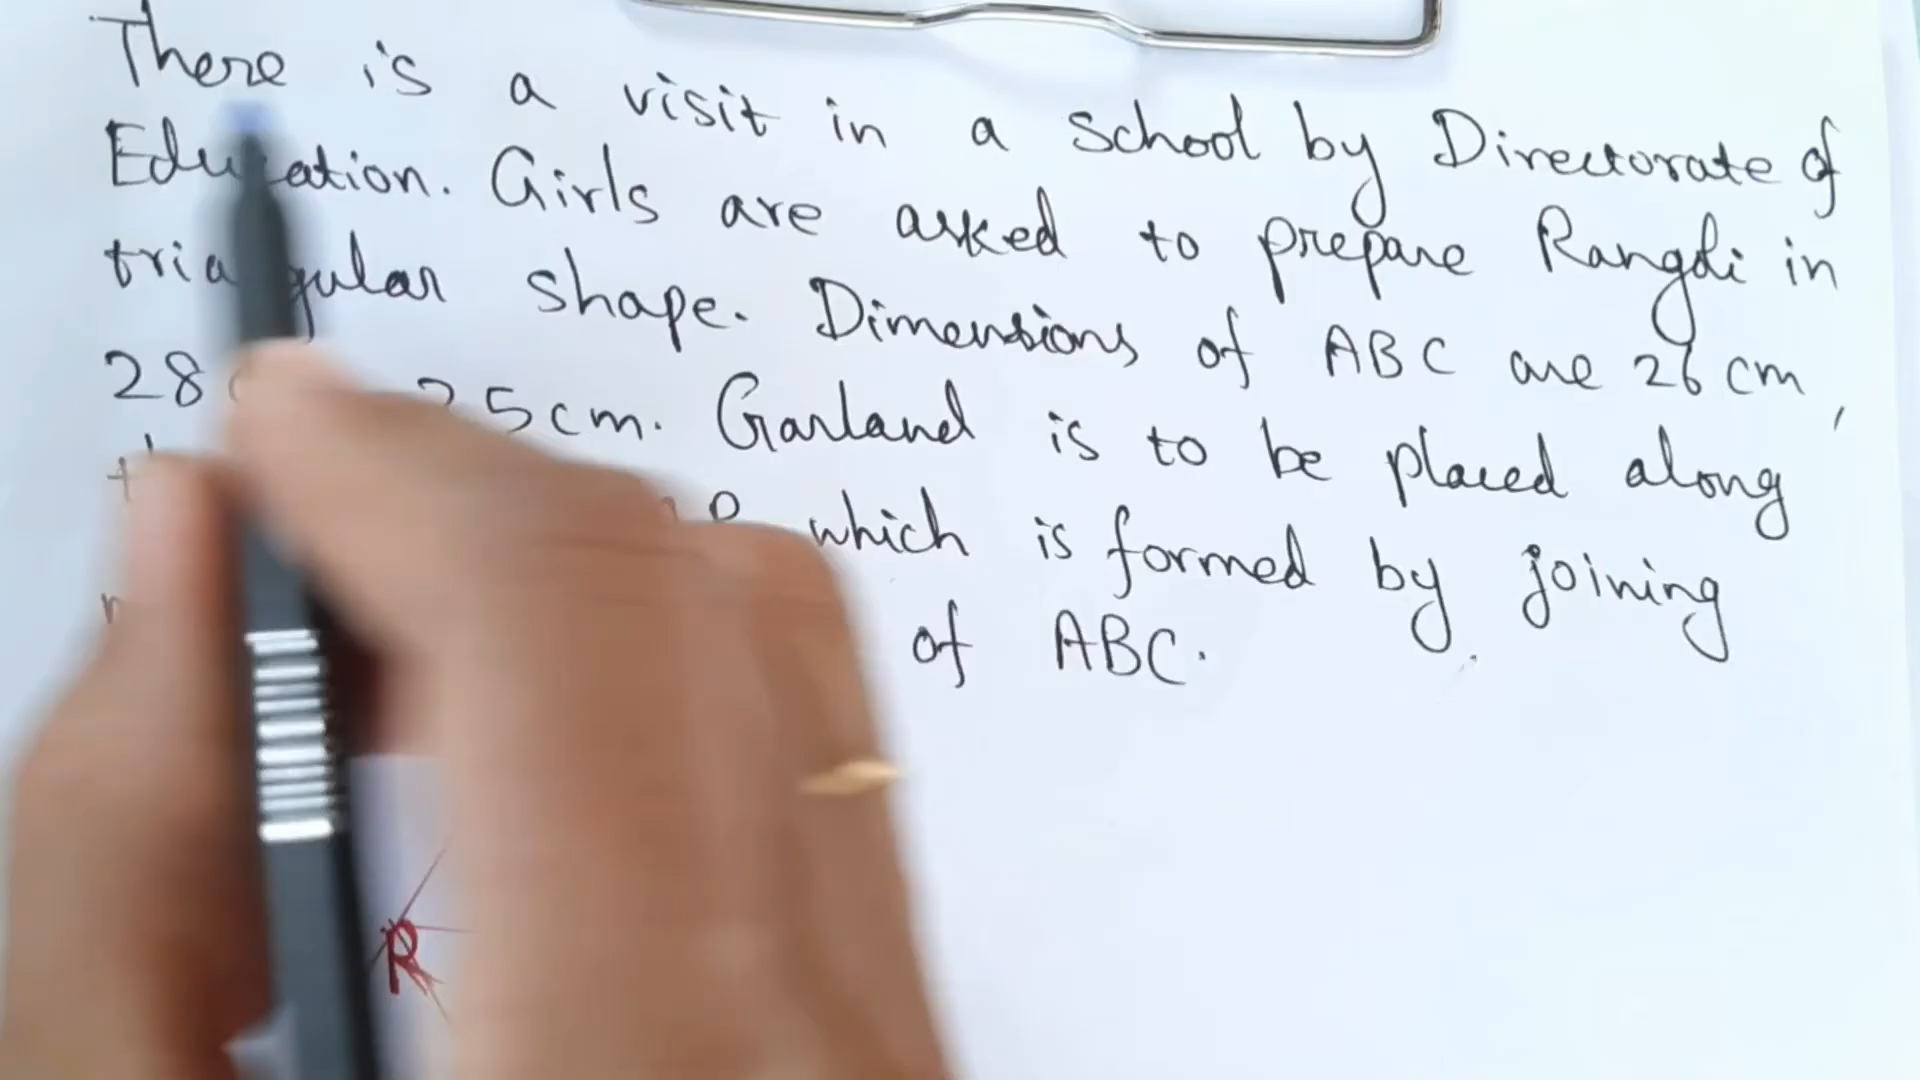 There is a visit in a school by Directorate of
Education. Girls are asked to prepare Rangoli in
triangular shape. Dimensions of ABC are 26 cm,
28 25 cm. Garland is to be placed along
which is formed by joining
of ABC.
R